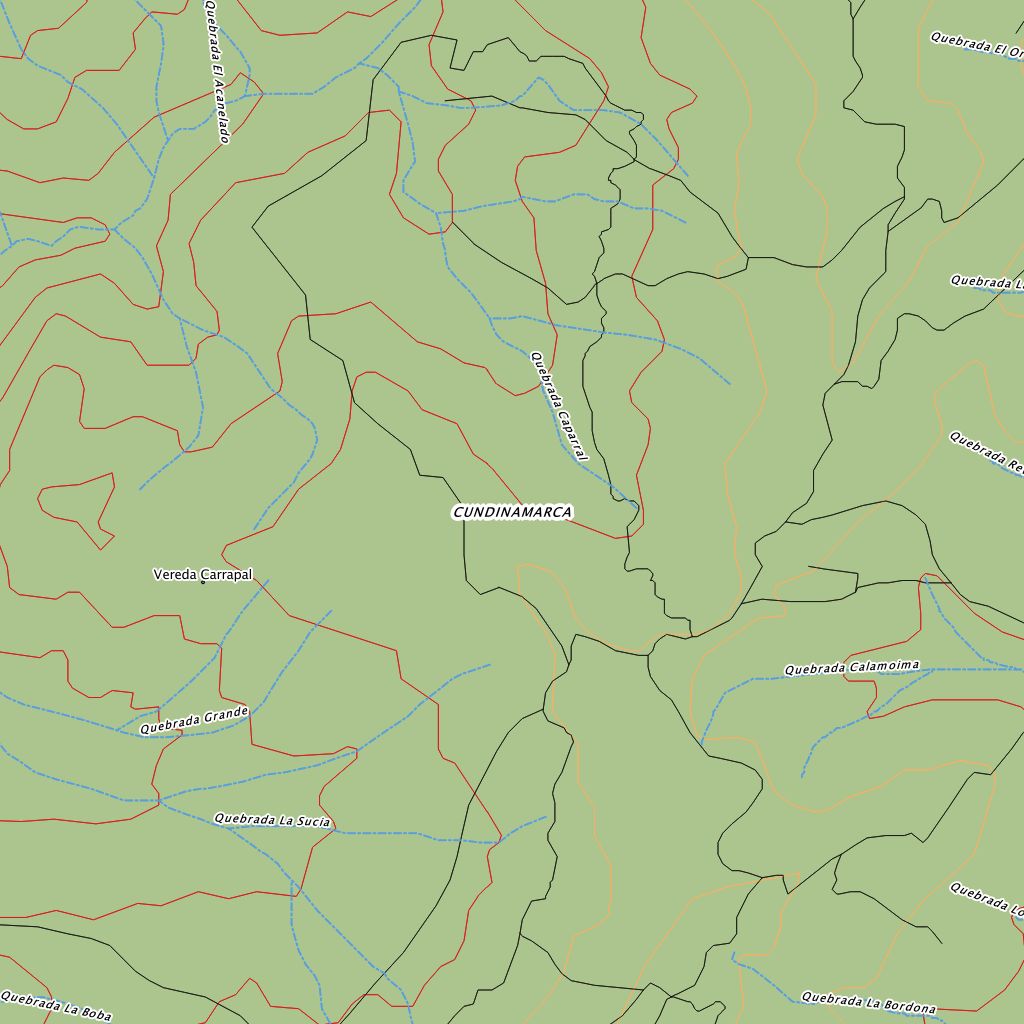 Quebrada El Acanelado
Quebrada El Or
Quebrada L
Quebrada Caparral
Quebrada Re
CUNDINAMARCA
Vereda Carrapal
Quebrada Calamoima
Quebrada Grande
Quebrada La Sucia
Quebrada Lo
Quebrada La Boba
Quebrada La Bordona